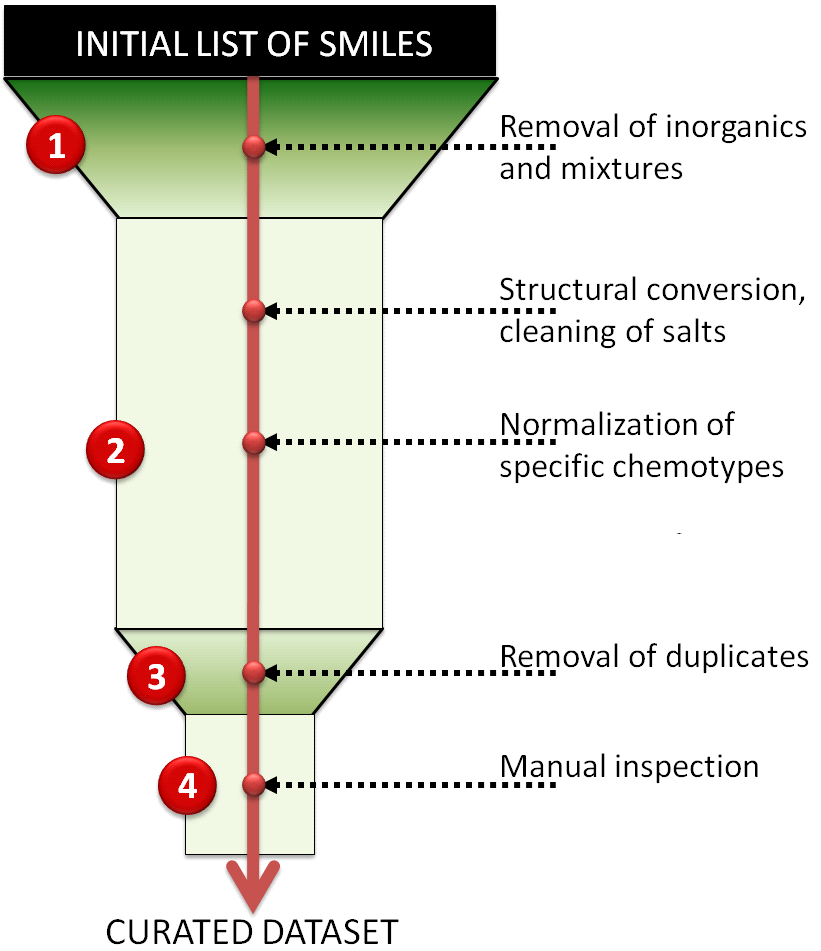 INITIAL LIST OF SMILES
1
Removal of inorganics
and mixtures
Structural conversion,
cleaning of salts
2
Normalization of
specific chemotypes
3
Removal of duplicates
4
Manual inspection
CURATED DATASET